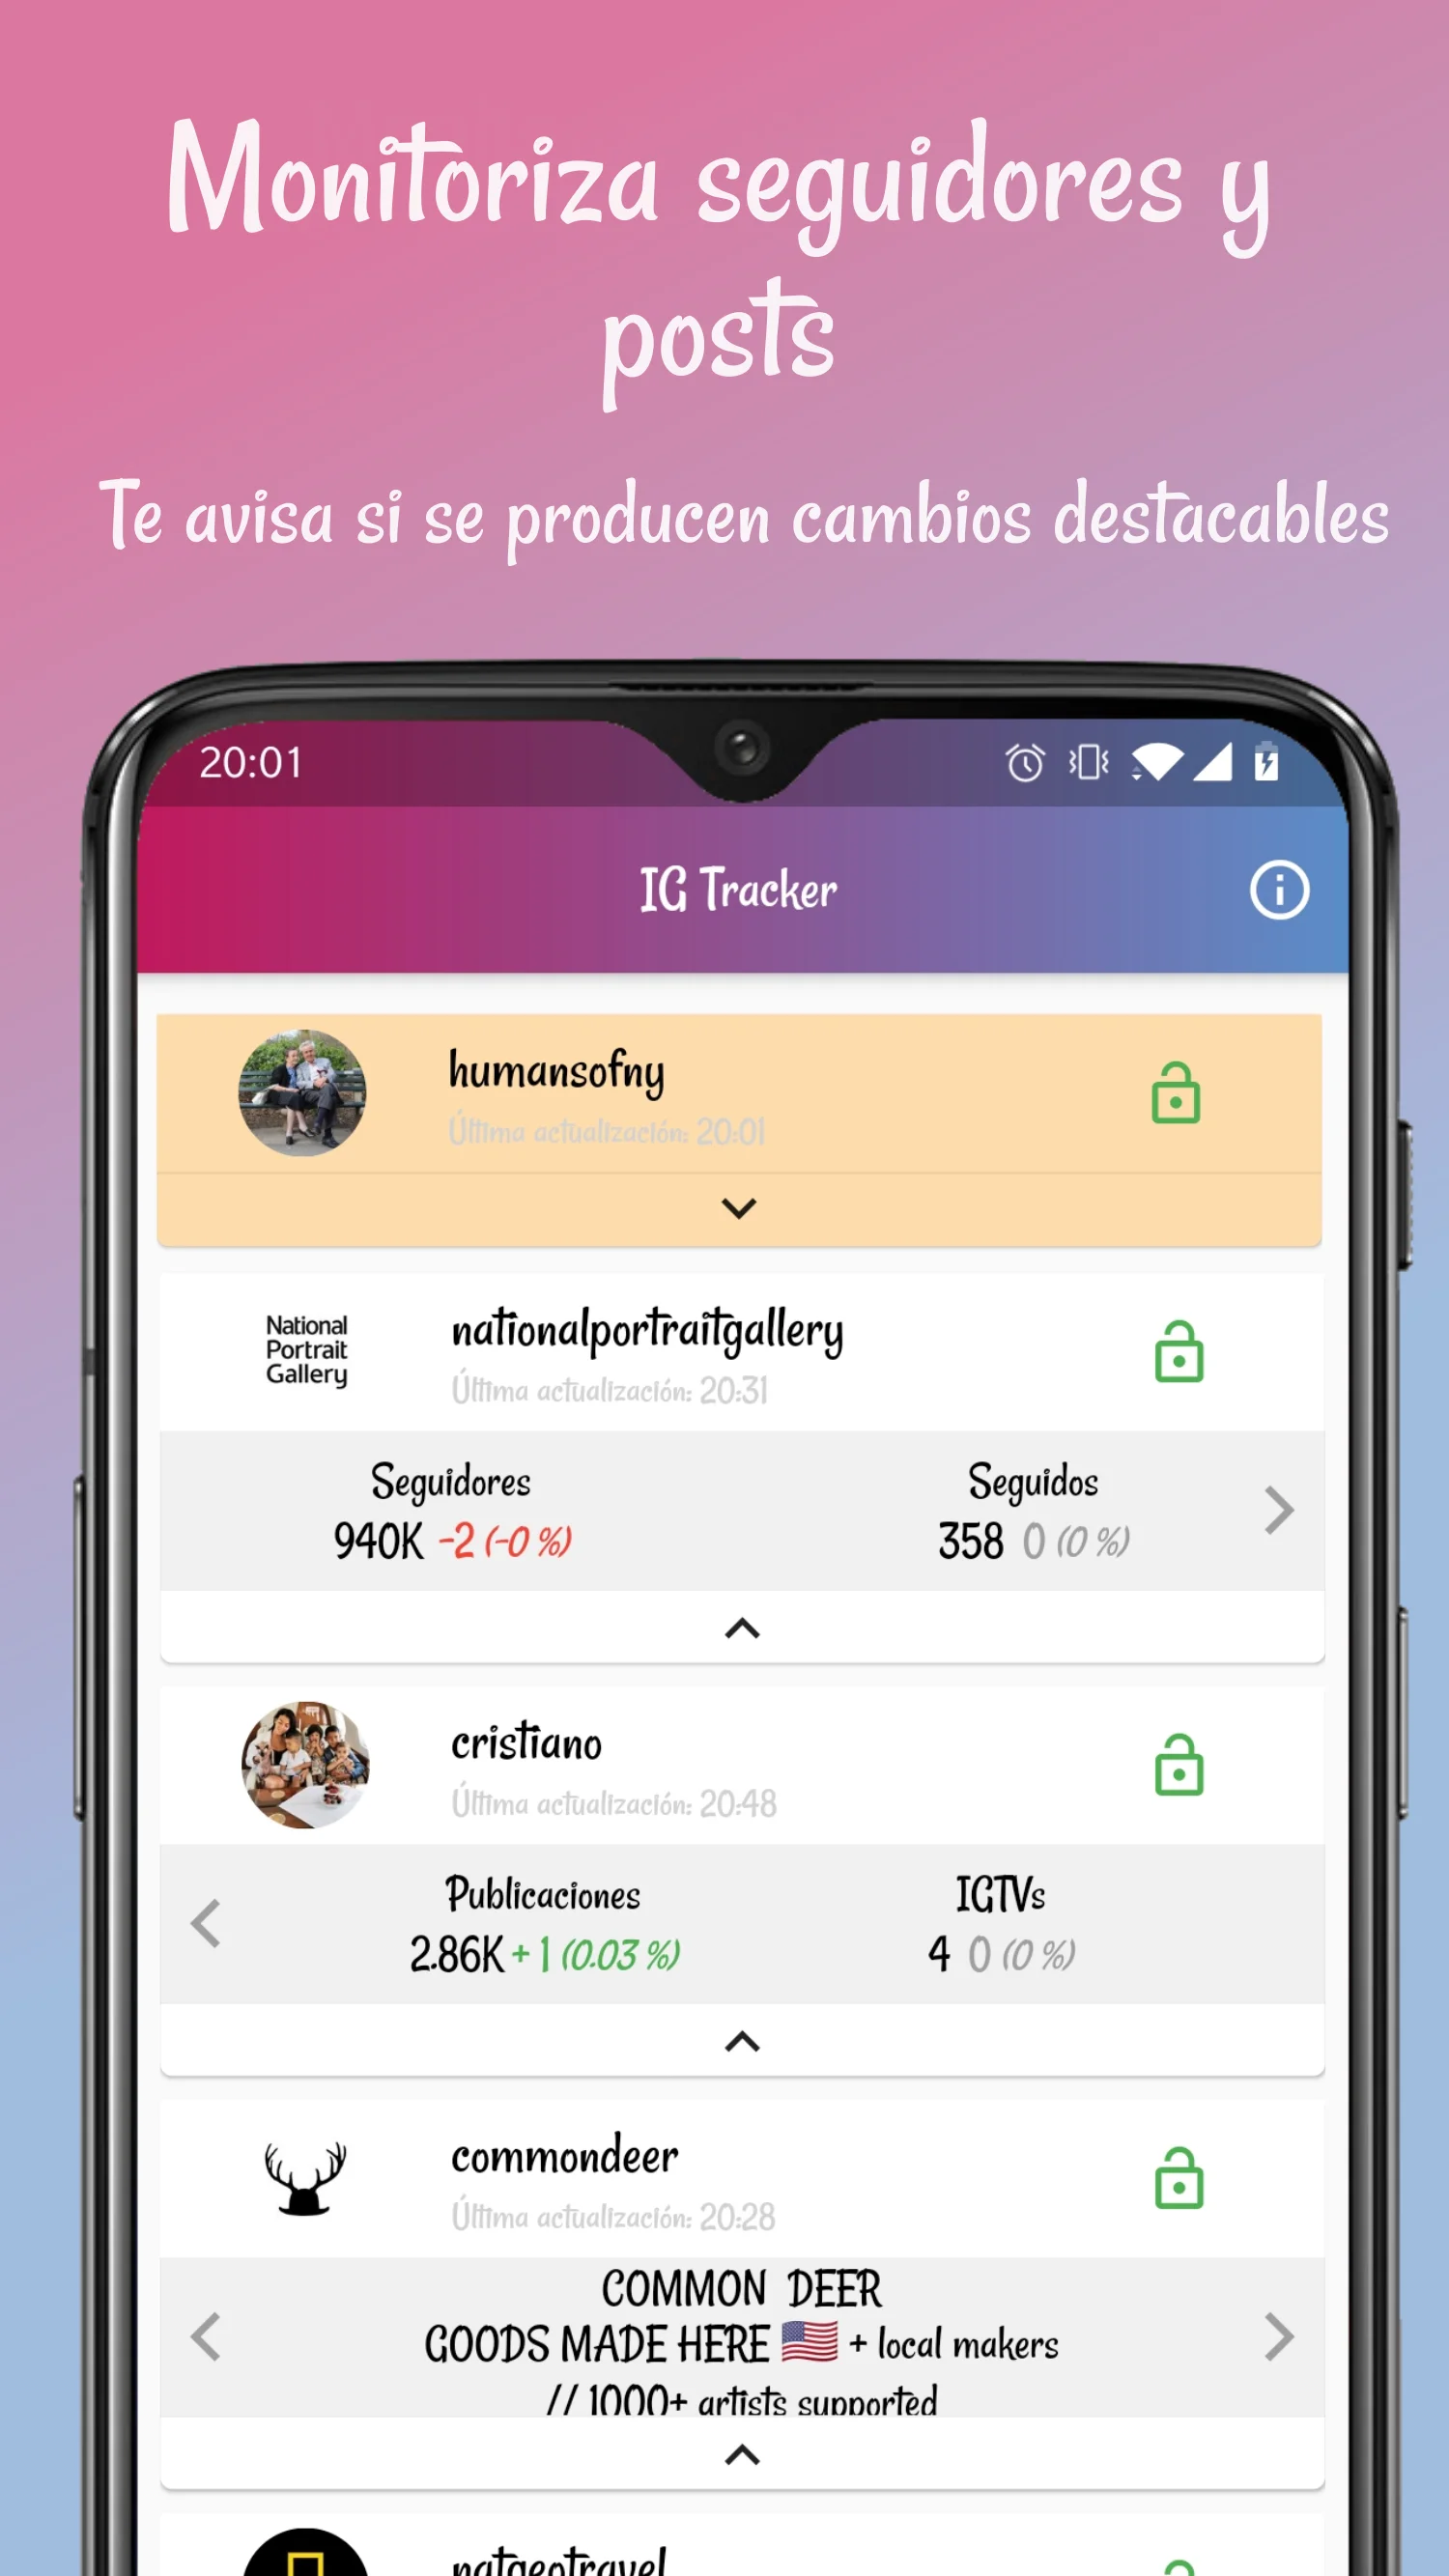 Monitoriza seguidores y
posts
Te avisa si se producen cambios destacables
20:01
IG Tracker
humansofny
Última actualización: 20:01
National
Portrait
Gallery
nationalportraitgallery
Última actualización: 20:31
Seguidores
Seguidos
940K -2 (-0 %)
358 0 (0 %)
cristiano
Última actualización: 20:48
Publicaciones
IGTVs
2.86K + 1 (0.03 %)
4 0 (0 %)
commondeer
Última actualización: 20:28
COMMON DEER
GOODS MADE HERE 🇺🇸 + local makers
// 1000+ artists supported
natgeotravel